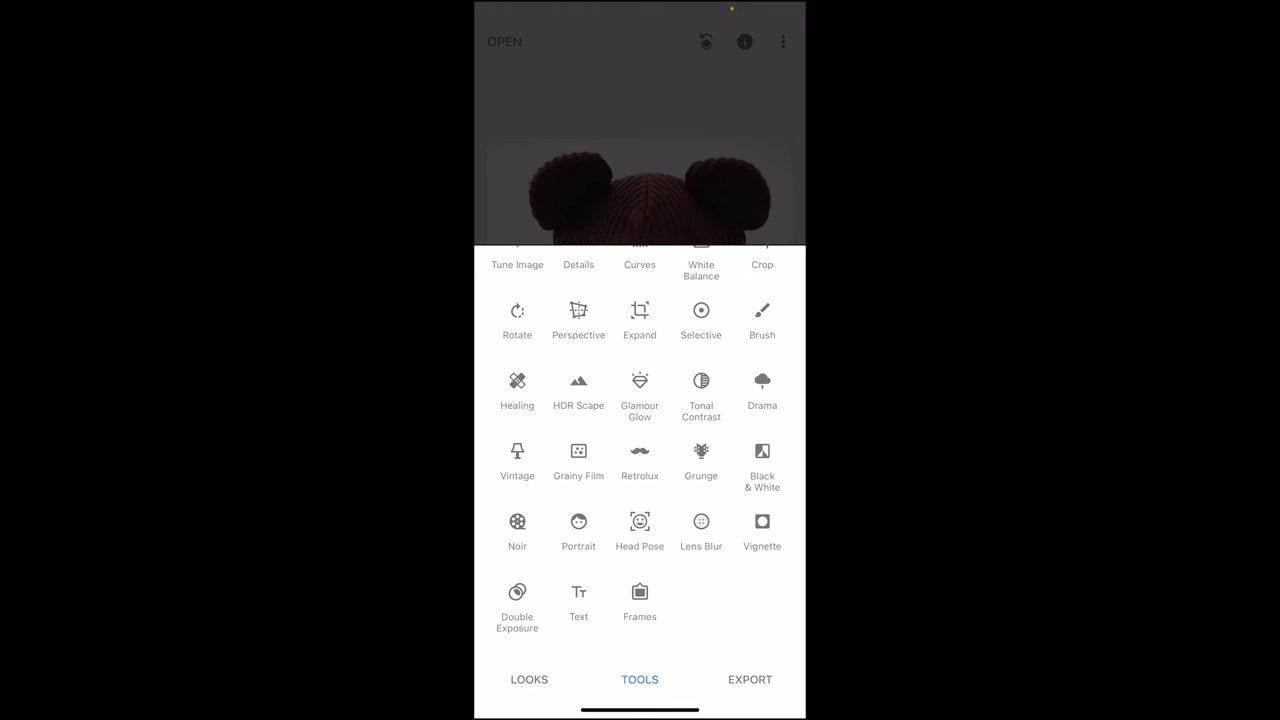 OPEN
Tune Image Details Curves White Balance Crop
Rotate Perspective Expand Selective Brush
Healing HDR Scape Glamour Glow Tonal Contrast Drama
Vintage Grainy Film Retrolux Grunge Black & White
Noir Portrait Head Pose Lens Blur Vignette
Double Exposure Text Frames
LOOKS TOOLS EXPORT